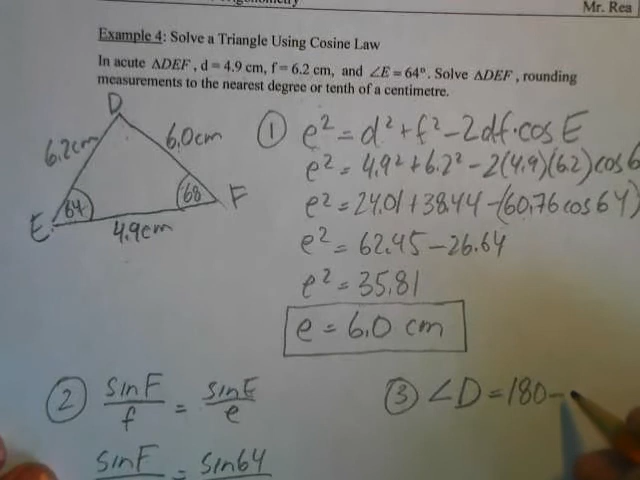 Mr. Rea
Example 4: Solve a Triangle Using Cosine Law
In acute ΔDEF, d = 4.9 cm, f = 6.2 cm, and ∠E = 64°. Solve ΔDEF, rounding
measurements to the nearest degree or tenth of a centimetre.
D
6.2cm 6.0cm
64 68
E F
4.9cm
① e² = d² + f² − 2df·cos E
e² = 4.9² + 6.2² − 2(4.9)(6.2) cos 6
e² = 24.01 + 38.44 − (60.76 cos 64)
e² = 62.45 − 26.64
e² = 35.81
e = 6.0 cm
② sinF/f = sinE/e
sinF = sin64
③ ∠D = 180 −